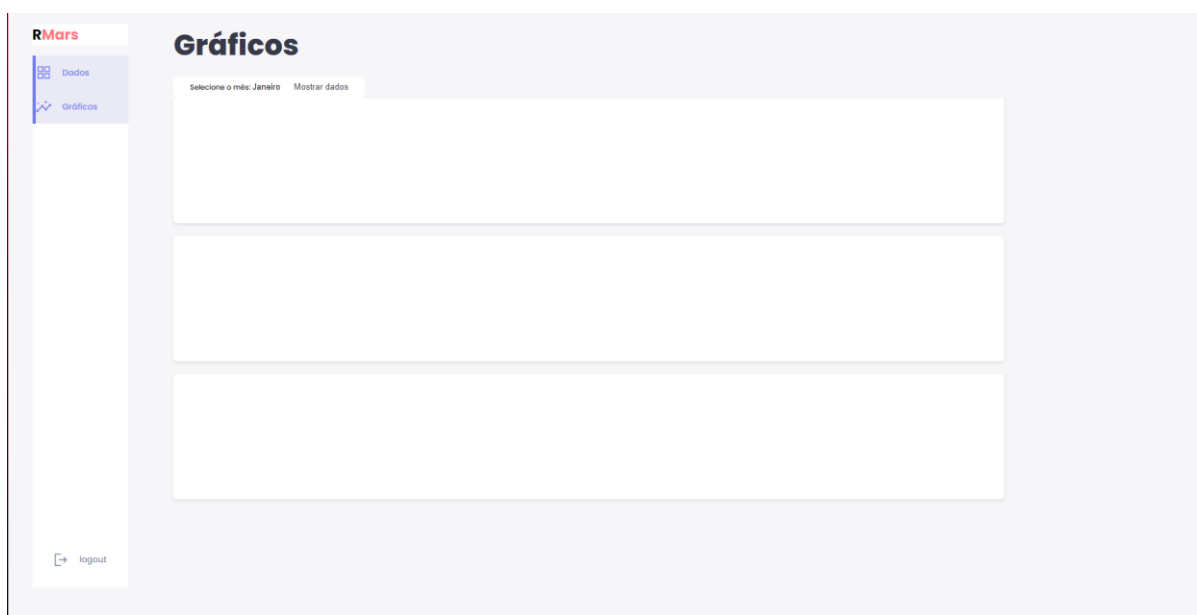 RMars
Dados
Gráficos
logout
Gráficos
Selecione o mês: Janeiro Mostrar dados